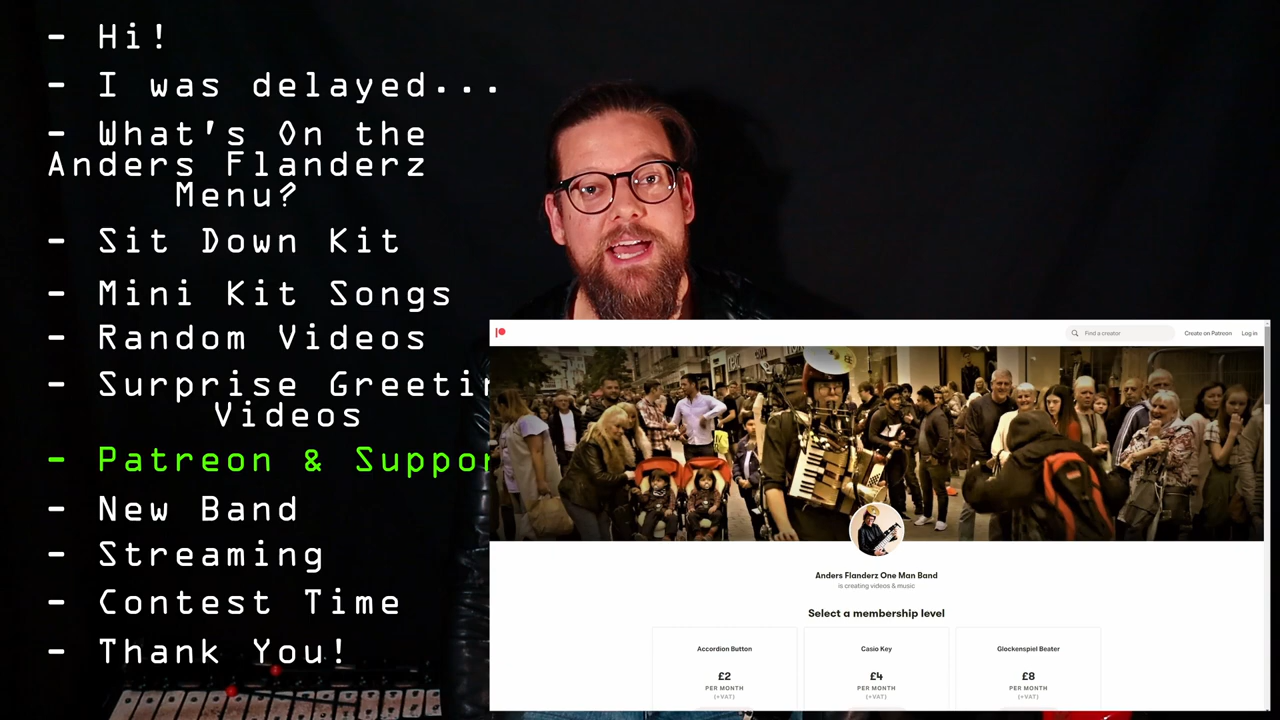 - Hi!
- I was delayed...
- What's On the
Anders Flanderz
Menu?
- Sit Down Kit
- Mini Kit Songs
- Random Videos
- Surprise Greetin
Videos
- Patreon & Suppor
- New Band
- Streaming
- Contest Time
- Thank You!
Find a creator
Create on Patreon
Log in
Anders Flanderz One Man Band
is creating videos & music
Select a membership level
Accordion Button
£2
PER MONTH
(+VAT)
Casio Key
£4
PER MONTH
(+VAT)
Glockenspiel Beater
£8
PER MONTH
(+VAT)